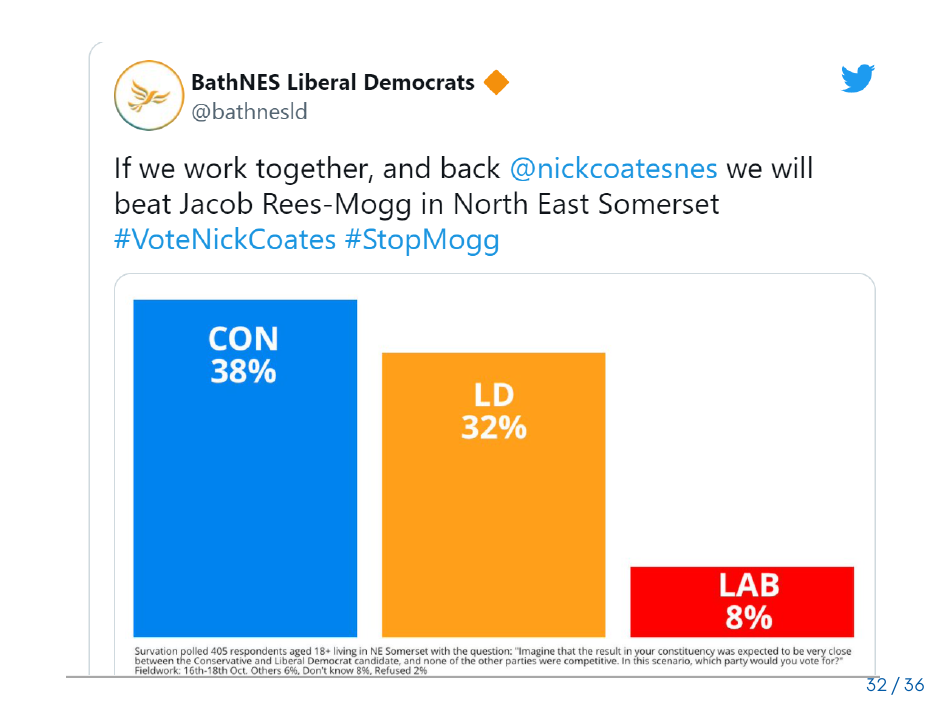 BathNES Liberal Democrats
@bathnesld
If we work together, and back @nickcoatesnes we will
beat Jacob Rees-Mogg in North East Somerset
#VoteNickCoates #StopMogg
CON
38%
LD
32%
LAB
8%
Survation polled 405 respondents aged 18+ living in NE Somerset with the question: "Imagine that the result in your constituency was expected to be very close
between the Conservative and Liberal Democrat candidate, and none of the other parties were competitive. In this scenario, which party would you vote for?"
Fieldwork: 16th-18th Oct. Others 6%, Don't know 8%, Refused 2%
32 / 36